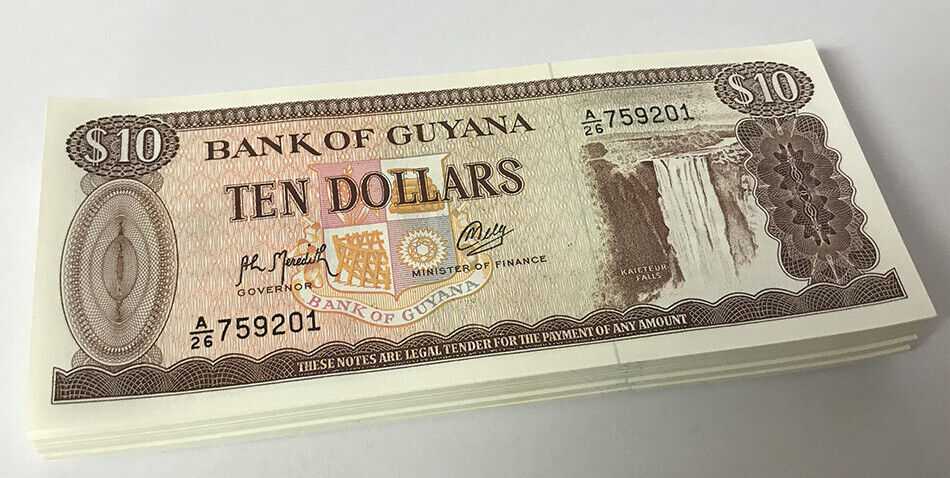 $10
$10
A/26 759201
BANK OF GUYANA
TEN DOLLARS
GOVERNOR
MINISTER OF FINANCE
KAIETEUR
FALLS
BANK OF GUYANA
A/26 759201
THESE NOTES ARE LEGAL TENDER FOR THE PAYMENT OF ANY AMOUNT